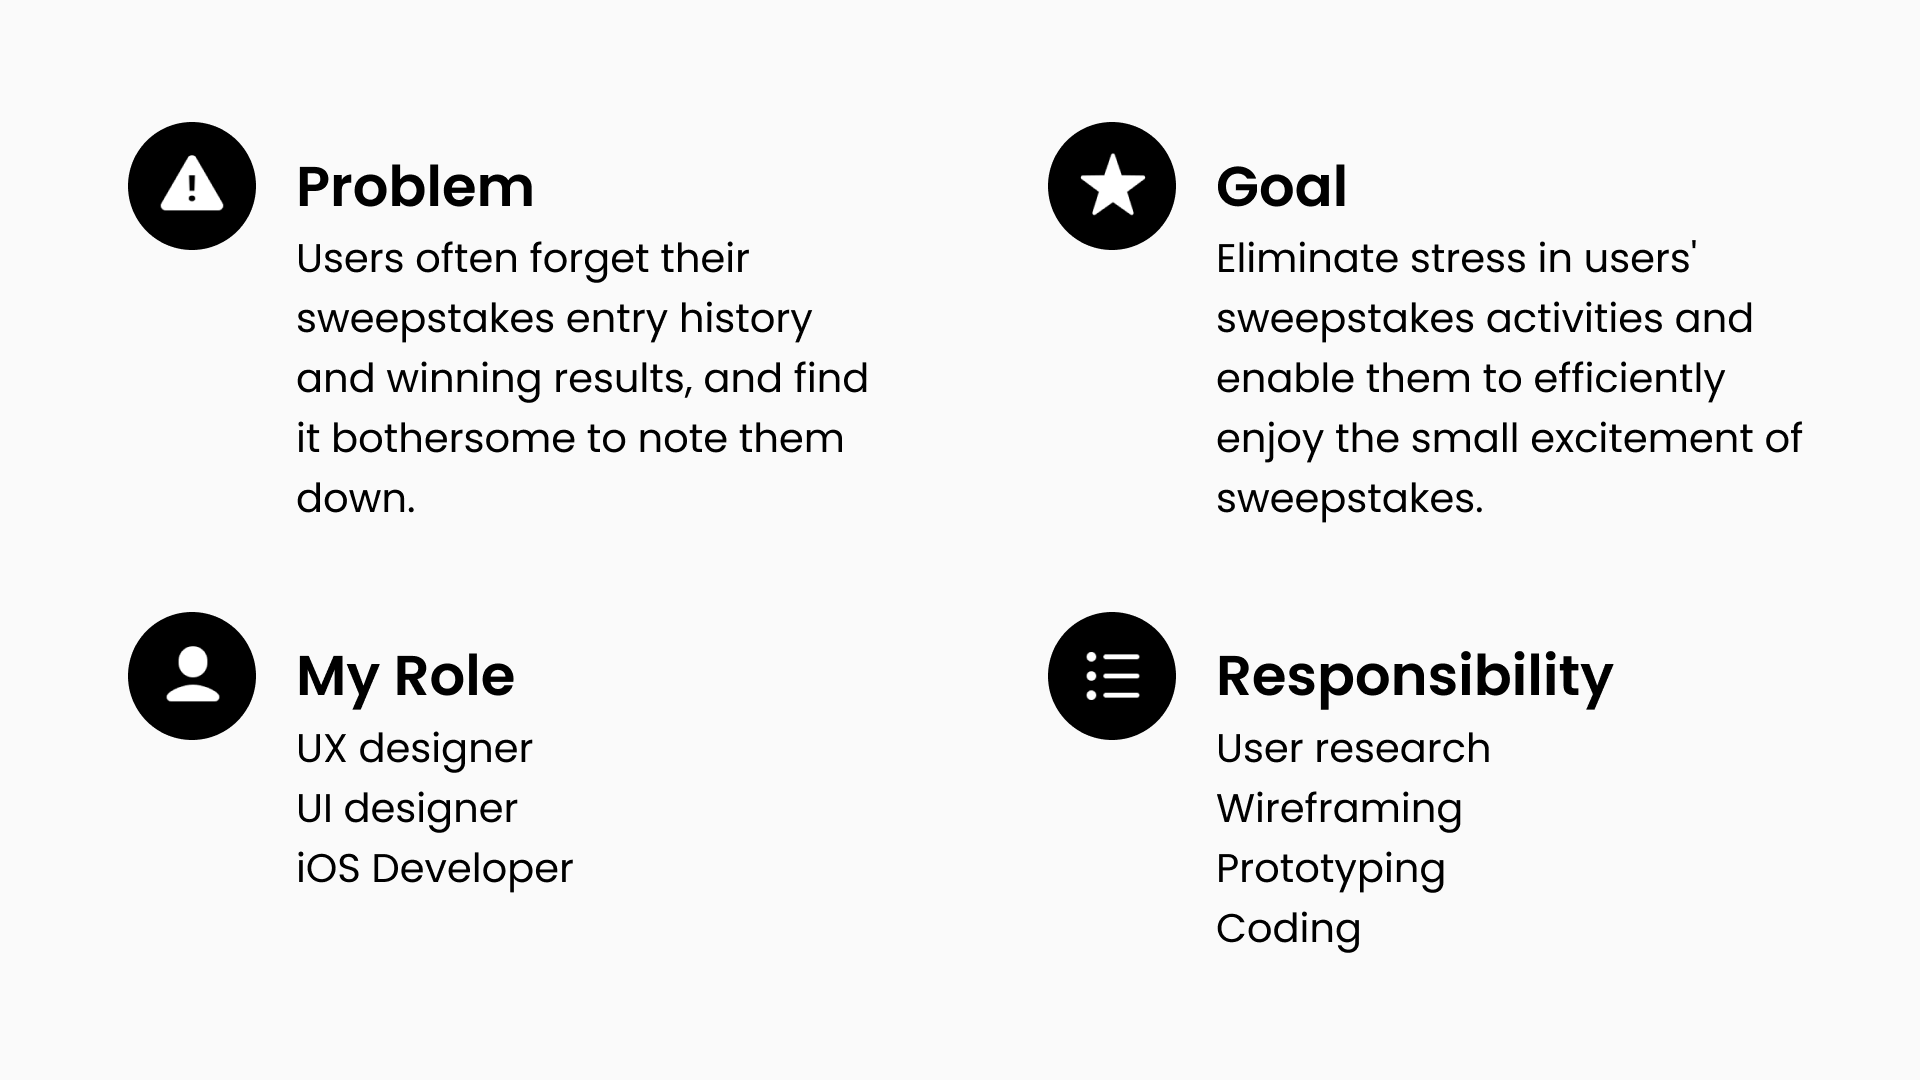 Problem
Users often forget their
sweepstakes entry history
and winning results, and find
it bothersome to note them
down.
Goal
Eliminate stress in users'
sweepstakes activities and
enable them to efficiently
enjoy the small excitement of
sweepstakes.
My Role
UX designer
UI designer
iOS Developer
Responsibility
User research
Wireframing
Prototyping
Coding